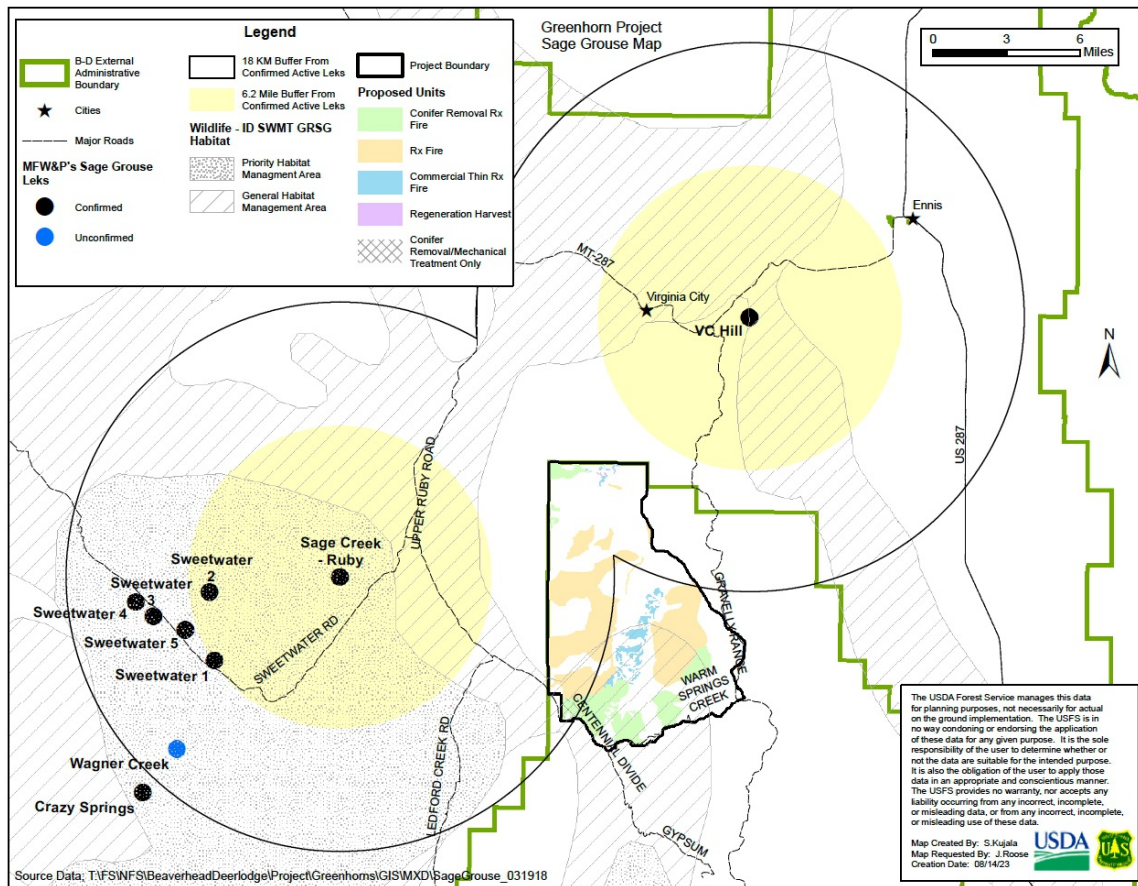 Greenhorn Project
Sage Grouse Map
Legend
B-D External
Administrative
Boundary
Cities
Major Roads
MFW&P's Sage Grouse
Leks
Confirmed
Unconfirmed
18 KM Buffer From
Confirmed Active Leks
6.2 Mile Buffer From
Confirmed Active Leks
Wildlife - ID SWMT GRSG
Habitat
Priority Habitat
Managment Area
General Habitat
Management Area
Project Boundary
Proposed Units
Conifer Removal Rx
Fire
Rx Fire
Commercial Thin Rx
Fire
Regeneration Harvest
Conifer
Removal/Mechanical
Treatment Only
0 3 6
Miles
N
Ennis
MT-287
Virginia City
VC Hill
US 287
UPPER RUBY ROAD
Sage Creek
- Ruby
Sweetwater
2
Sweetwater
3
Sweetwater 4
Sweetwater 5
Sweetwater 1
SWEETWATER RD
GRAVELLY RANGE
WARM
SPRINGS
CREEK
CENTENNIAL DIVIDE
LEDFORD CREEK RD
GYPSUM
Wagner Creek
Crazy Springs
The USDA Forest Service manages this data
for planning purposes, not necessarily for actual
on the ground implementation. The USFS is in
no way condoning or endorsing the application
of these data for any given purpose. It is the sole
responsibility of the user to determine whether or
not the data are suitable for the intended purpose.
It is also the obligation of the user to apply those
data in an appropriate and conscientious manner.
The USFS provides no warranty, nor accepts any
liability occurring from any incorrect, incomplete,
or misleading data, or from any incorrect, incomplete,
or misleading use of these data.
Map Created By: S.Kujala
Map Requested By: J.Roose
Creation Date: 08/14/23
USDA
U S
Source Data; T:\FS\NFS\BeaverheadDeerlodge\Project\Greenhorns\GIS\MXD\SageGrouse_031918